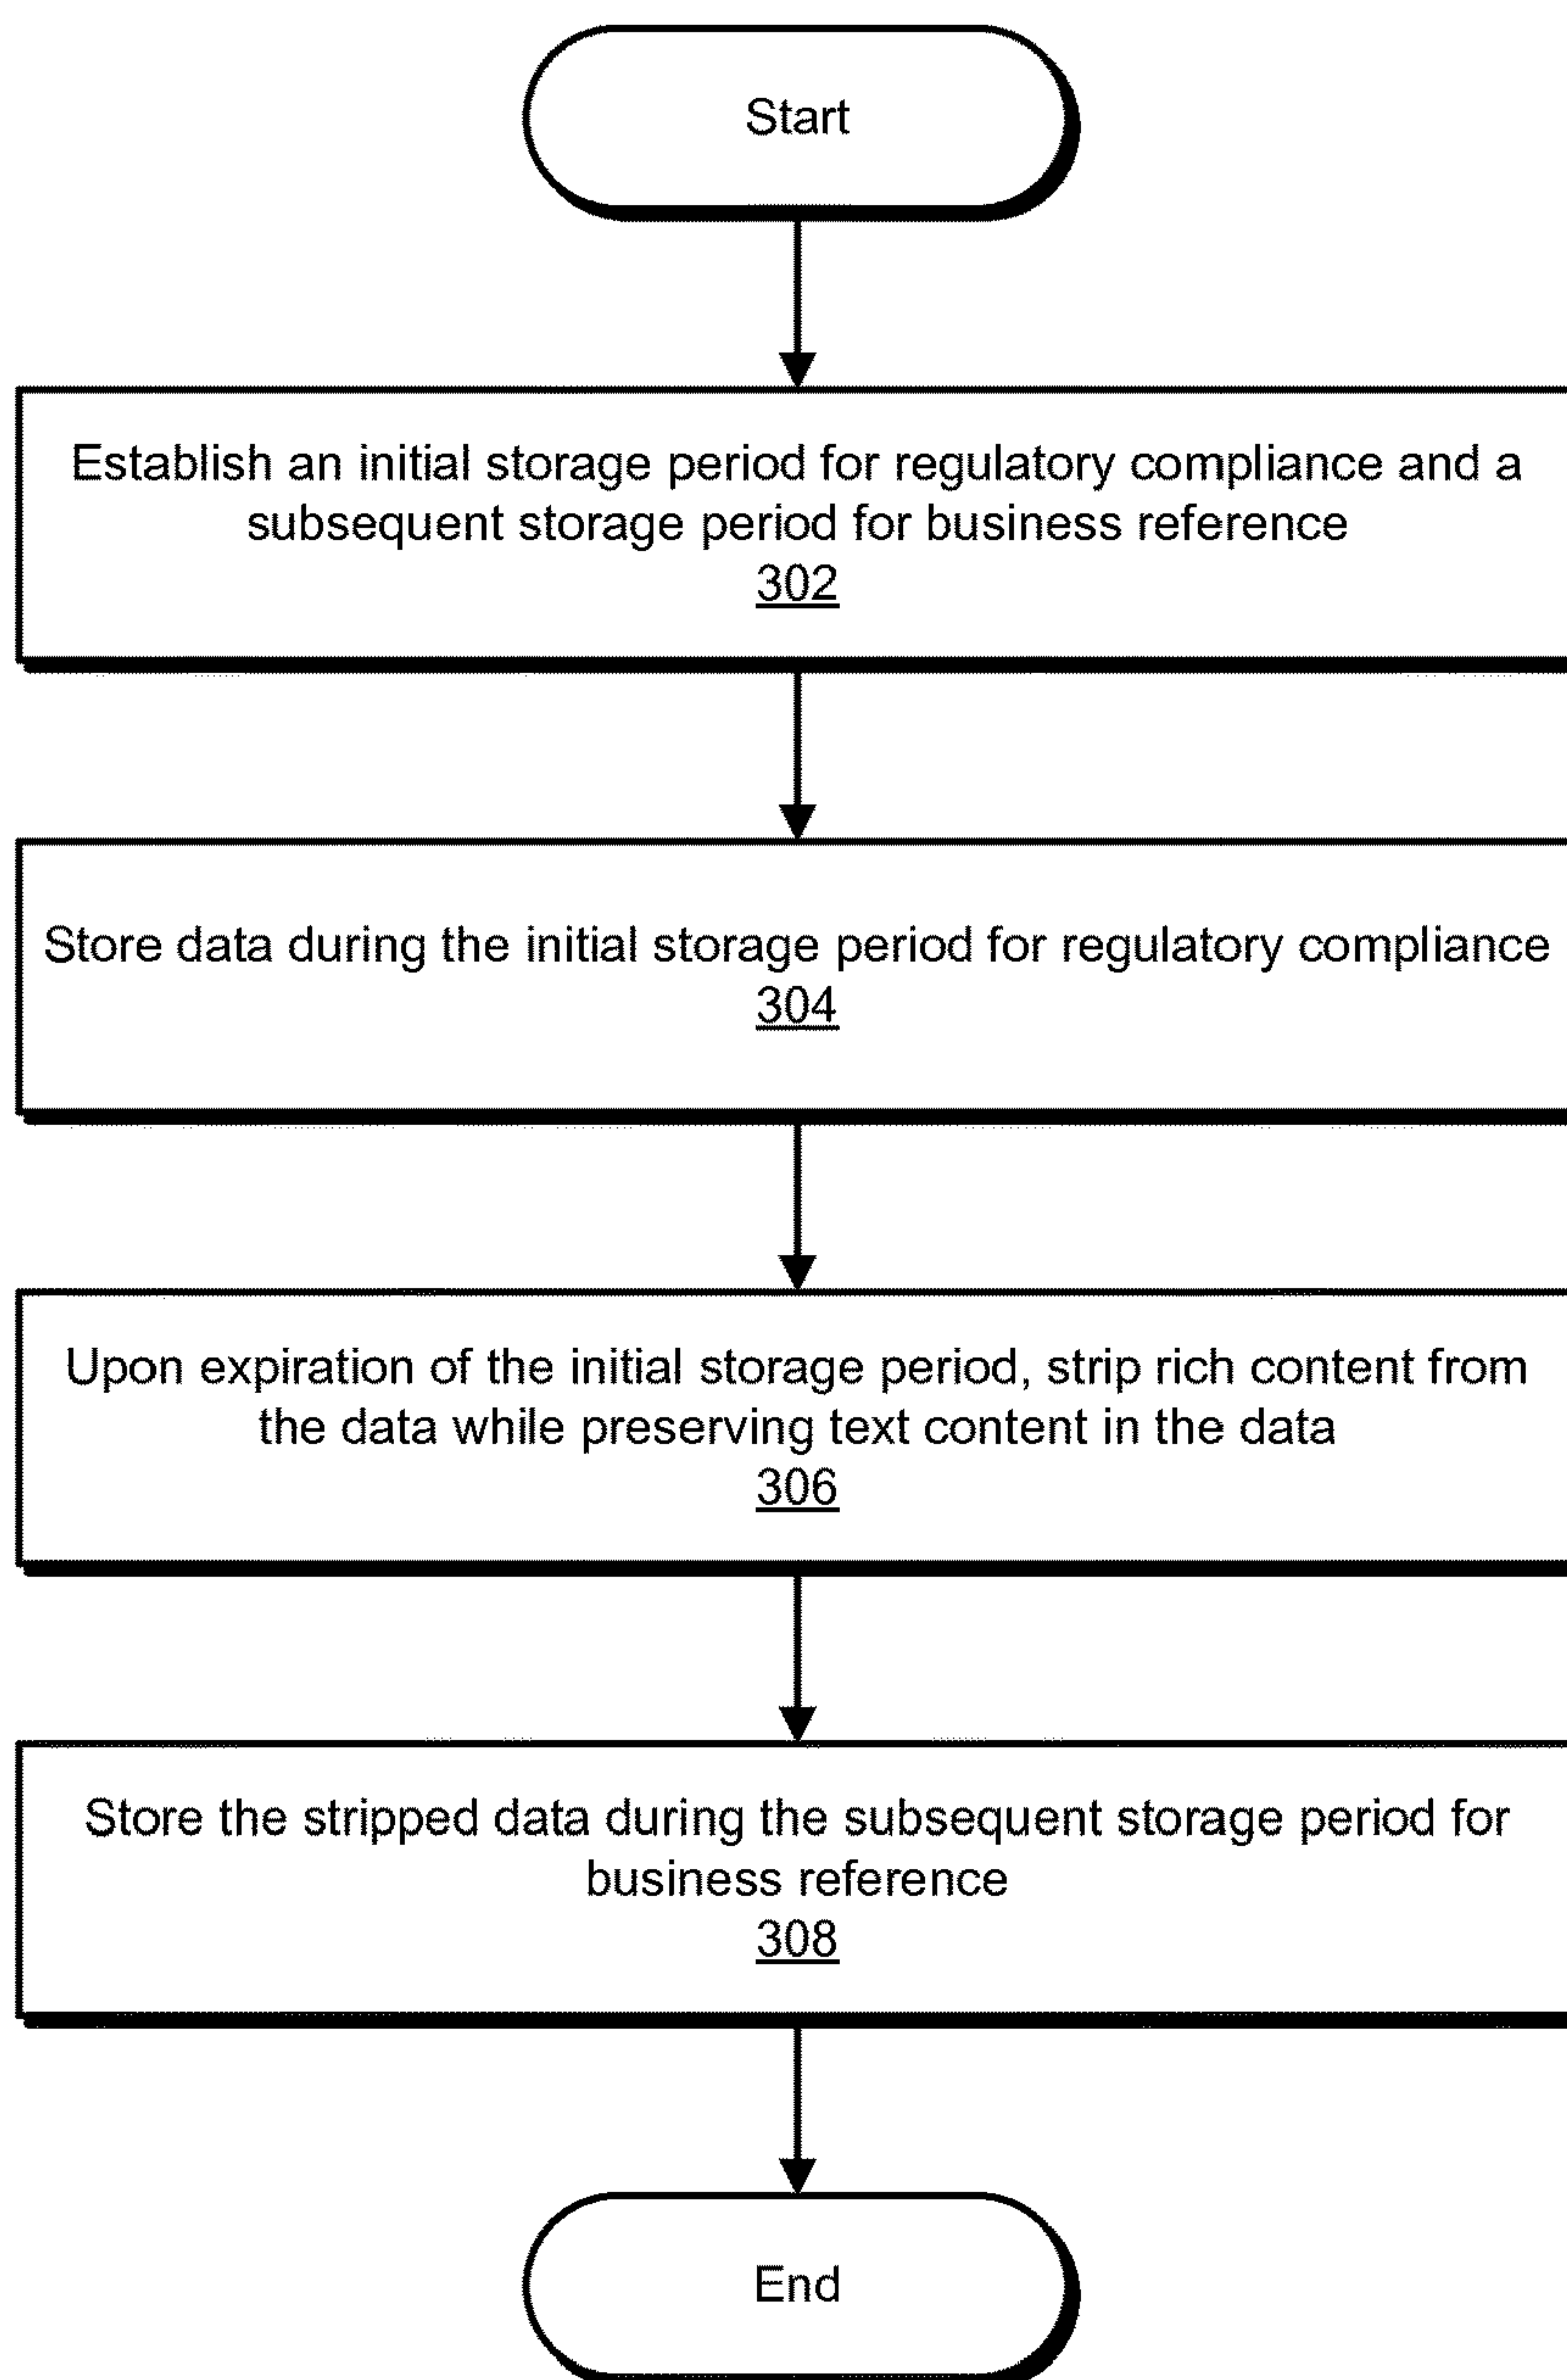 Start
Establish an initial storage period for regulatory compliance and a
subsequent storage period for business reference
302
Store data during the initial storage period for regulatory compliance
304
Upon expiration of the initial storage period, strip rich content from
the data while preserving text content in the data
306
Store the stripped data during the subsequent storage period for
business reference
308
End